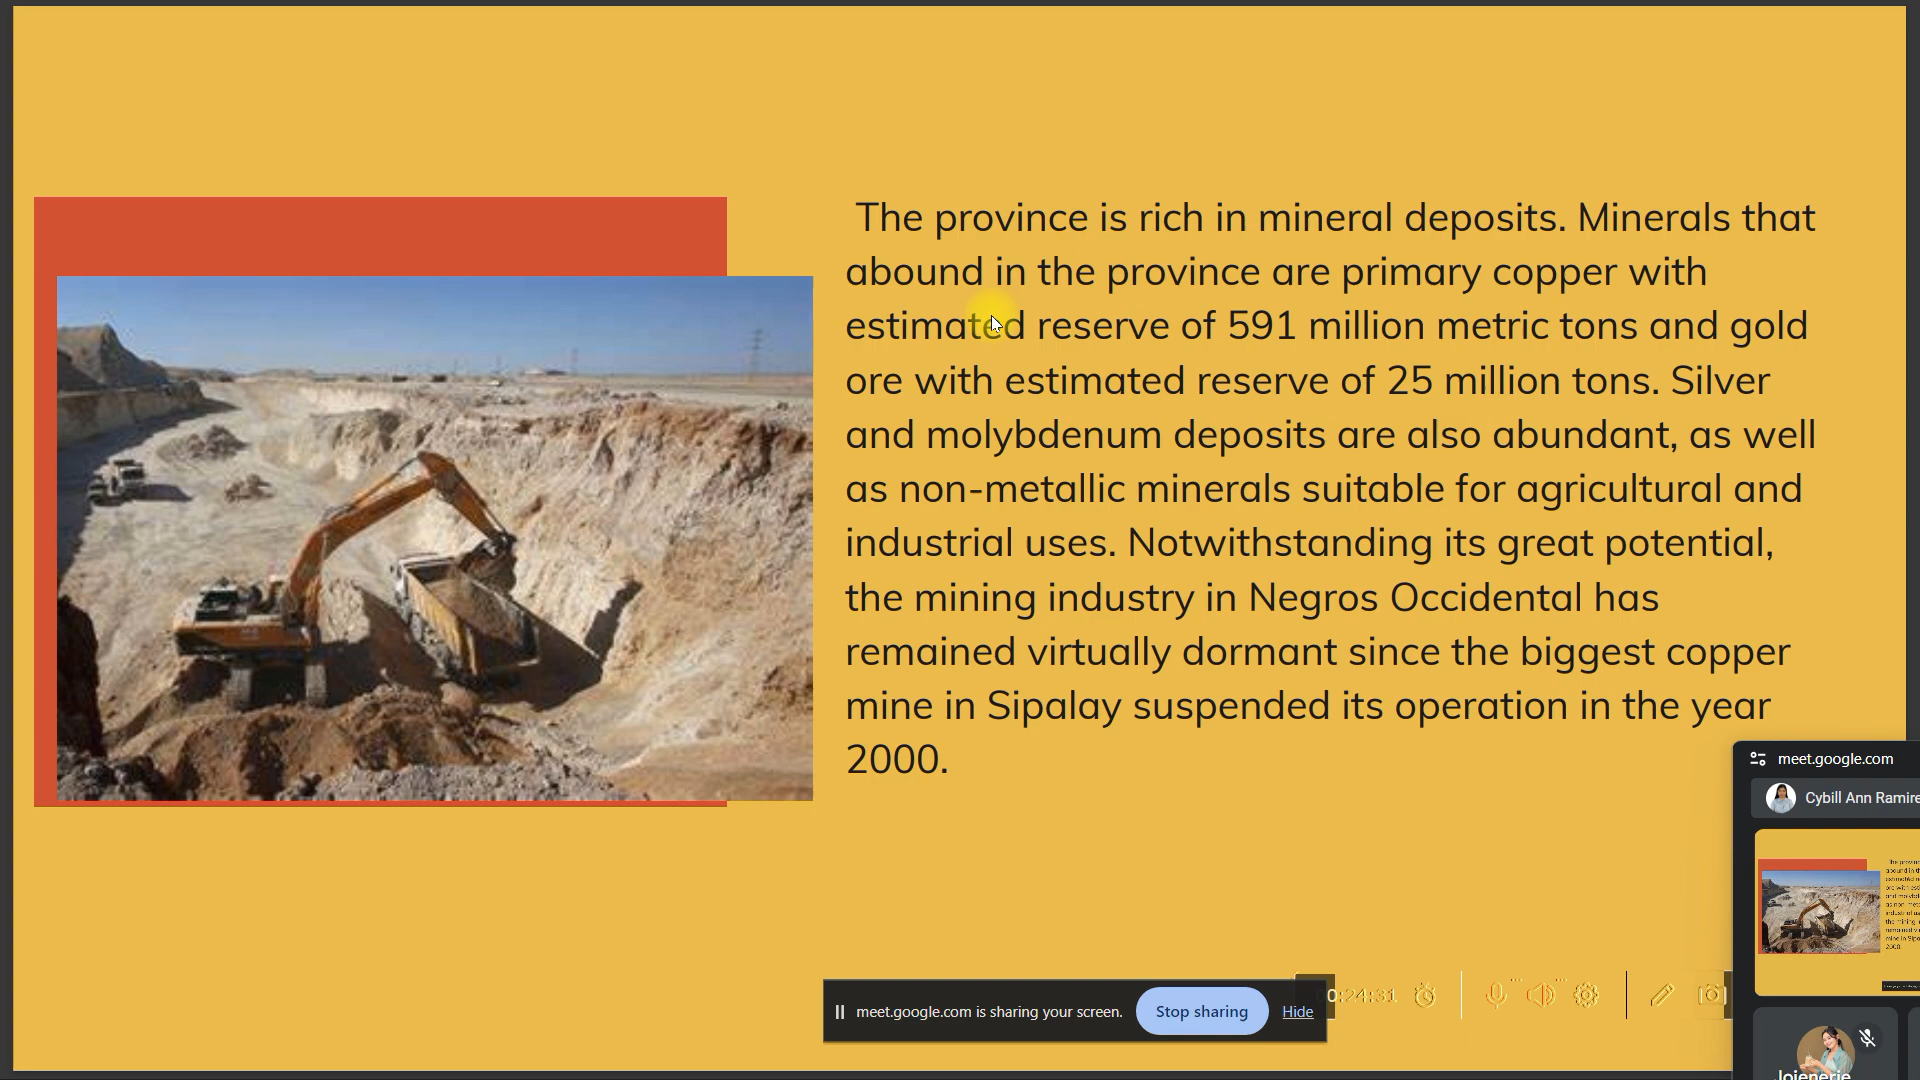 The province is rich in mineral deposits. Minerals that
abound in the province are primary copper with
estimated reserve of 591 million metric tons and gold
ore with estimated reserve of 25 million tons. Silver
and molybdenum deposits are also abundant, as well
as non-metallic minerals suitable for agricultural and
industrial uses. Notwithstanding its great potential,
the mining industry in Negros Occidental has
remained virtually dormant since the biggest copper
mine in Sipalay suspended its operation in the year
2000.
meet.google.com
Cybill Ann Ramire
0:24:31
meet.google.com is sharing your screen.
Stop sharing
Hide